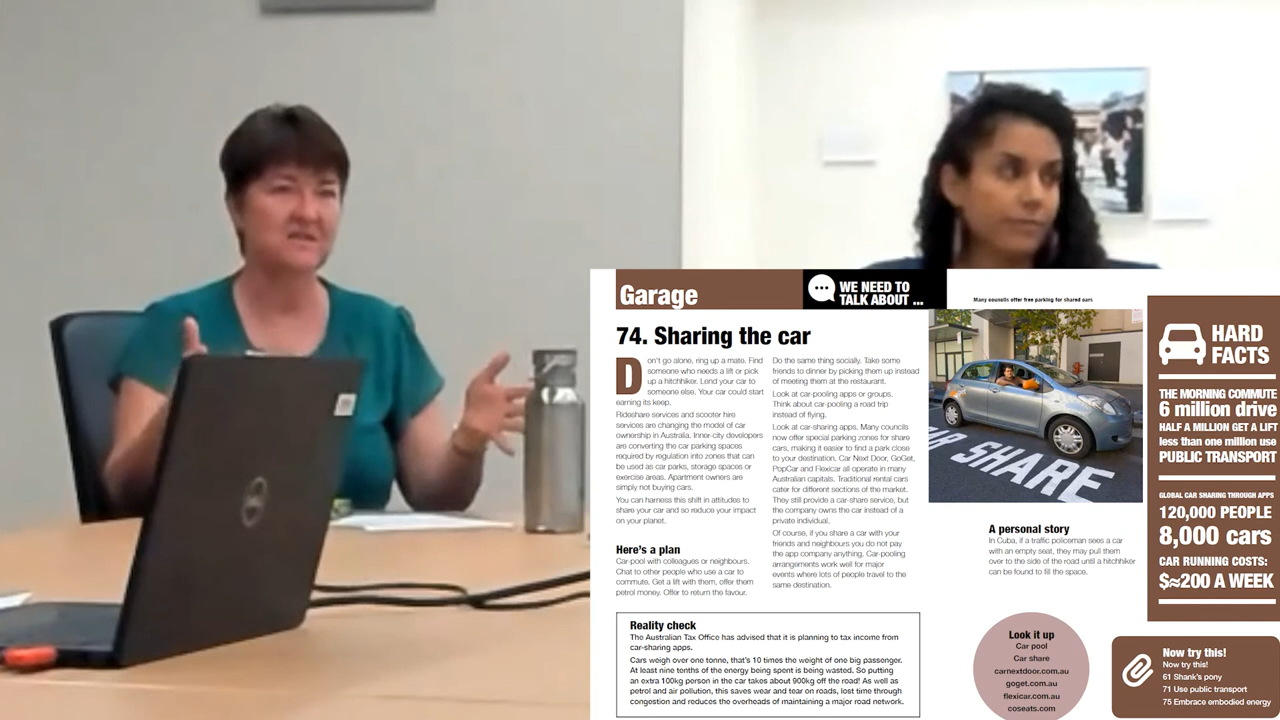 Garage
WE NEED TO
TALK ABOUT ...
74. Sharing the car
Don't go alone, ring up a mate. Find
someone who needs a lift or pick
up a hitchhiker. Lend your car to
someone else. Your car could start
earning its keep.
Rideshare services and scooter hire
services are changing the model of car
ownership in Australia. Inner-city developers
are converting the car parking spaces
required by regulation into zones that can
be used as car parks, storage spaces or
exercise areas. Apartment owners are
simply not buying cars.
You can harness this shift in attitudes to
share your car and so reduce your impact
on your planet.
Here's a plan
Car-pool with colleagues or neighbours.
Chat to other people who use a car to
commute. Get a lift with them, offer them
petrol money. Offer to return the favour.
Do the same thing socially. Take some
friends to dinner by picking them up instead
of meeting them at the restaurant.
Look at car-pooling apps or groups.
Think about car-pooling a road trip
instead of flying.
Look at car-sharing apps. Many councils
now offer special parking zones for share
cars, making it easier to find a park close
to your destination. Car Next Door, GoGet,
PopCar and Flexicar all operate in many
Australian capitals. Traditional rental cars
cater for different sections of the market.
They still provide a car-share service, but
the company owns the car instead of a
private individual.
Of course, if you share a car with your
friends and neighbours you do not pay
the app company anything. Car-pooling
arrangements work well for major
events where lots of people travel to the
same destination.
Reality check
The Australian Tax Office has advised that it is planning to tax income from
car-sharing apps.
Cars weigh over one tonne, that's 10 times the weight of one big passenger.
At least nine tenths of the energy being spent is being wasted. So putting
an extra 100kg person in the car takes about 900kg off the road! As well as
petrol and air pollution, this saves wear and tear on roads, lost time through
congestion and reduces the overheads of maintaining a major road network.
Many councils offer free parking for shared cars
SHARE
A personal story
In Cuba, if a traffic policeman sees a car
with an empty seat, they may pull them
over to the side of the road until a hitchhiker
can be found to fill the space.
Look it up
Car pool
Car share
carnextdoor.com.au
goget.com.au
flexicar.com.au
coseats.com
HARD
FACTS
THE MORNING COMMUTE
6 million drive
HALF A MILLION GET A LIFT
less than one million use
PUBLIC TRANSPORT
GLOBAL CAR SHARING THROUGH APPS
120,000 PEOPLE
8,000 cars
CAR RUNNING COSTS:
$≈200 A WEEK
Now try this!
Now try this!
61 Shank's pony
71 Use public transport
75 Embrace embodied energy